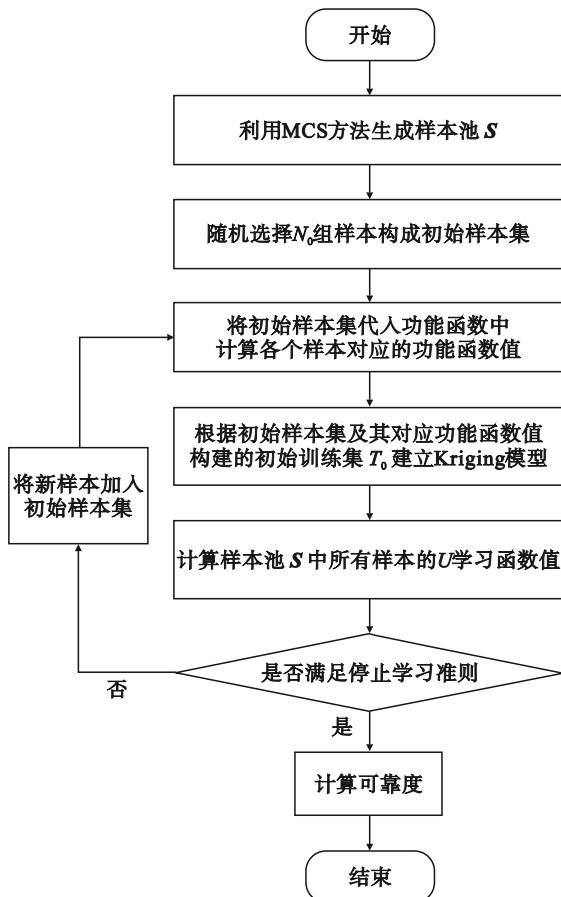 开始
利用MCS方法生成样本池 S
随机选择N₀组样本构成初始样本集
将初始样本集代入功能函数中
计算各个样本对应的功能函数值
根据初始样本集及其对应功能函数值
构建的初始训练集 T₀ 建立Kriging模型
将新样本加入
初始样本集
计算样本池 S 中所有样本的U学习函数值
是否满足停止学习准则
否
是
计算可靠度
结束